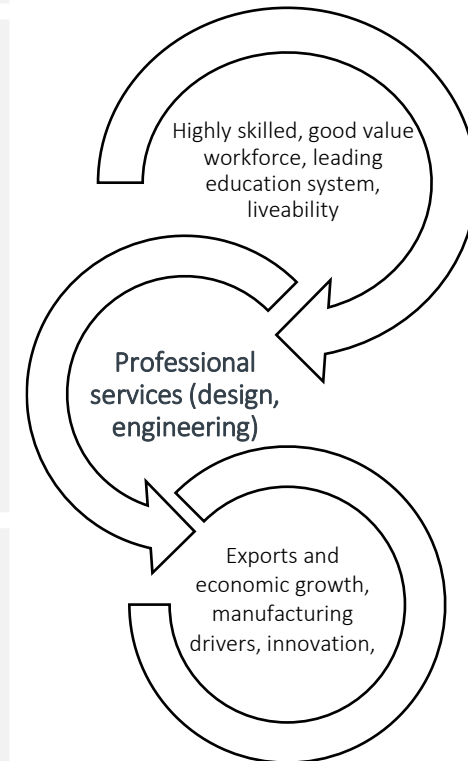 Highly skilled, good value
workforce, leading
education system,
liveability
Professional
services (design,
engineering)
Exports and
economic growth,
manufacturing
drivers, innovation,